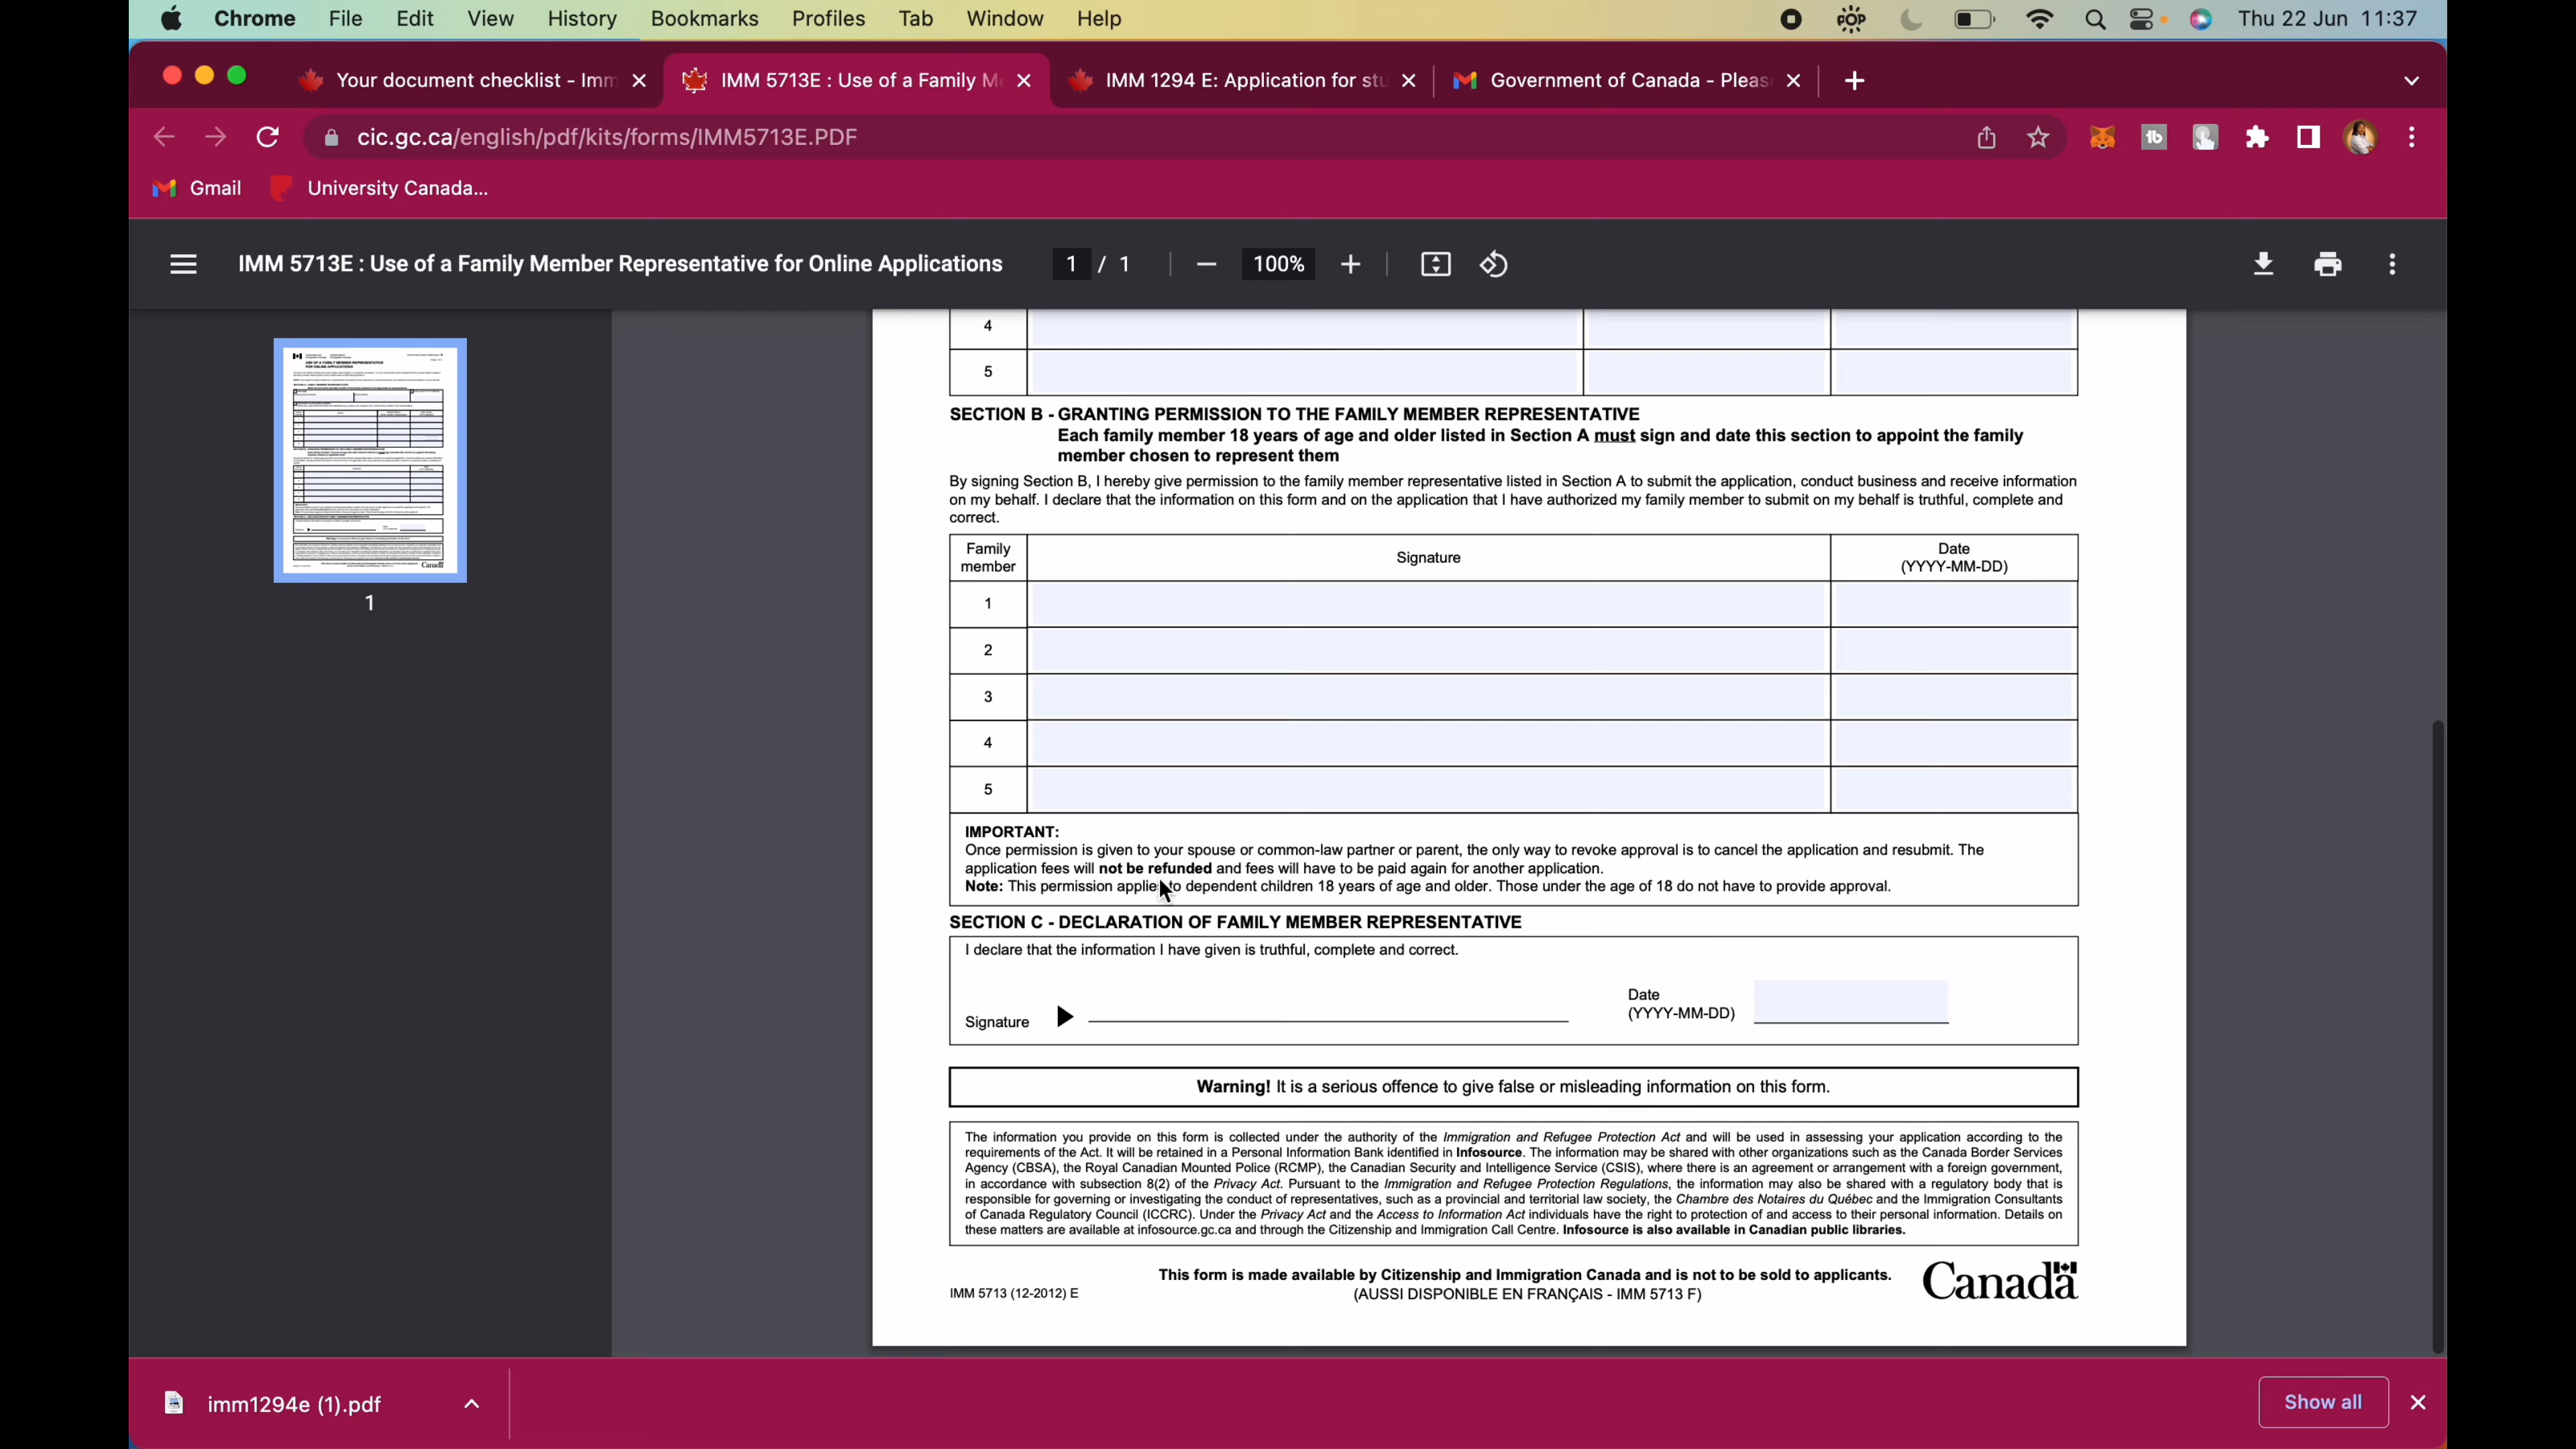 Chrome File Edit View History Bookmarks Profiles Tab Window Help POP Thu 22 Jun 11:37
Your document checklist - Imm IMM 5713E : Use of a Family Me IMM 1294 E: Application for stu Government of Canada - Pleas
cic.gc.ca/english/pdf/kits/forms/IMM5713E.PDF tb
Gmail University Canada...
IMM 5713E : Use of a Family Member Representative for Online Applications 1 / 1 100%
1
4
5
SECTION B - GRANTING PERMISSION TO THE FAMILY MEMBER REPRESENTATIVE
Each family member 18 years of age and older listed in Section A must sign and date this section to appoint the family
member chosen to represent them
By signing Section B, I hereby give permission to the family member representative listed in Section A to submit the application, conduct business and receive information
on my behalf. I declare that the information on this form and on the application that I have authorized my family member to submit on my behalf is truthful, complete and
correct.
Family
member
Signature
Date
(YYYY-MM-DD)
1
2
3
4
5
IMPORTANT:
Once permission is given to your spouse or common-law partner or parent, the only way to revoke approval is to cancel the application and resubmit. The
application fees will not be refunded and fees will have to be paid again for another application.
Note: This permission applies to dependent children 18 years of age and older. Those under the age of 18 do not have to provide approval.
SECTION C - DECLARATION OF FAMILY MEMBER REPRESENTATIVE
I declare that the information I have given is truthful, complete and correct.
Signature
Date
(YYYY-MM-DD)
Warning! It is a serious offence to give false or misleading information on this form.
The information you provide on this form is collected under the authority of the Immigration and Refugee Protection Act and will be used in assessing your application according to the
requirements of the Act. It will be retained in a Personal Information Bank identified in Infosource. The information may be shared with other organizations such as the Canada Border Services
Agency (CBSA), the Royal Canadian Mounted Police (RCMP), the Canadian Security and Intelligence Service (CSIS), where there is an agreement or arrangement with a foreign government,
in accordance with subsection 8(2) of the Privacy Act. Pursuant to the Immigration and Refugee Protection Regulations, the information may also be shared with a regulatory body that is
responsible for governing or investigating the conduct of representatives, such as a provincial and territorial law society, the Chambre des Notaires du Québec and the Immigration Consultants
of Canada Regulatory Council (ICCRC). Under the Privacy Act and the Access to Information Act individuals have the right to protection of and access to their personal information. Details on
these matters are available at infosource.gc.ca and through the Citizenship and Immigration Call Centre. Infosource is also available in Canadian public libraries.
This form is made available by Citizenship and Immigration Canada and is not to be sold to applicants.
IMM 5713 (12-2012) E
(AUSSI DISPONIBLE EN FRANÇAIS - IMM 5713 F)
Canada
imm1294e (1).pdf
Show all